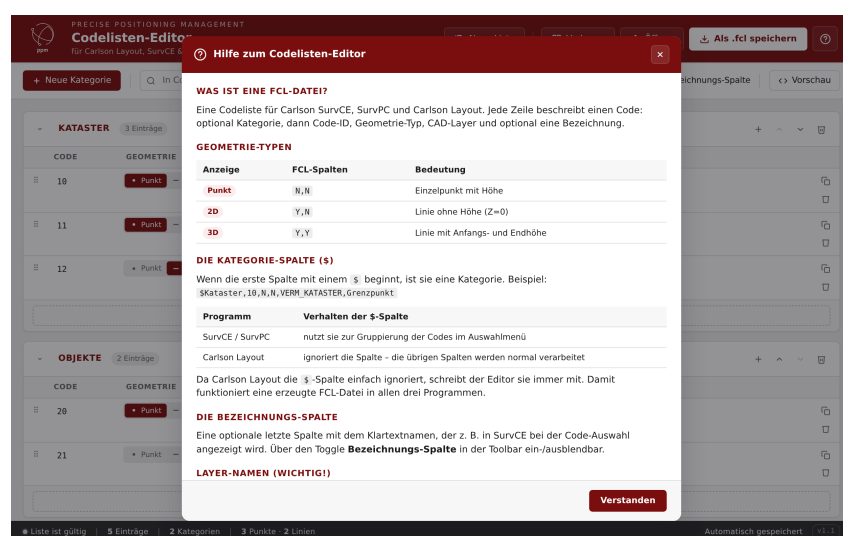 PRECISE POSITIONING MANAGEMENT
Codelisten-Editor
für Carlson Layout, SurvCE &
ppm
Als .fcl speichern
+ Neue Kategorie
In Co
Vorschau
Hilfe zum Codelisten-Editor
WAS IST EINE FCL-DATEI?
Eine Codeliste für Carlson SurvCE, SurvPC und Carlson Layout. Jede Zeile beschreibt einen Code:
optional Kategorie, dann Code-ID, Geometrie-Typ, CAD-Layer und optional eine Bezeichnung.
GEOMETRIE-TYPEN
Anzeige FCL-Spalten Bedeutung
Punkt N,N Einzelpunkt mit Höhe
2D Y,N Linie ohne Höhe (Z=0)
3D Y,Y Linie mit Anfangs- und Endhöhe
DIE KATEGORIE-SPALTE ($)
Wenn die erste Spalte mit einem $ beginnt, ist sie eine Kategorie. Beispiel:
$Kataster,10,N,N,VERM_KATASTER,Grenzpunkt
Programm Verhalten der $-Spalte
SurvCE / SurvPC nutzt sie zur Gruppierung der Codes im Auswahlmenü
Carlson Layout ignoriert die Spalte – die übrigen Spalten werden normal verarbeitet
Da Carlson Layout die $ -Spalte einfach ignoriert, schreibt der Editor sie immer mit. Damit
funktioniert eine erzeugte FCL-Datei in allen drei Programmen.
DIE BEZEICHNUNGS-SPALTE
Eine optionale letzte Spalte mit dem Klartextnamen, der z. B. in SurvCE bei der Code-Auswahl
angezeigt wird. Über den Toggle Bezeichnungs-Spalte in der Toolbar ein-/ausblendbar.
LAYER-NAMEN (WICHTIG!)
Verstanden
KATASTER 3 Einträge
CODE GEOMETRIE
10 Punkt
11 Punkt
12 Punkt
OBJEKTE 2 Einträge
CODE GEOMETRIE
20 Punkt
21 Punkt
Liste ist gültig 5 Einträge 2 Kategorien 3 Punkte · 2 Linien
Automatisch gespeichert v1.1